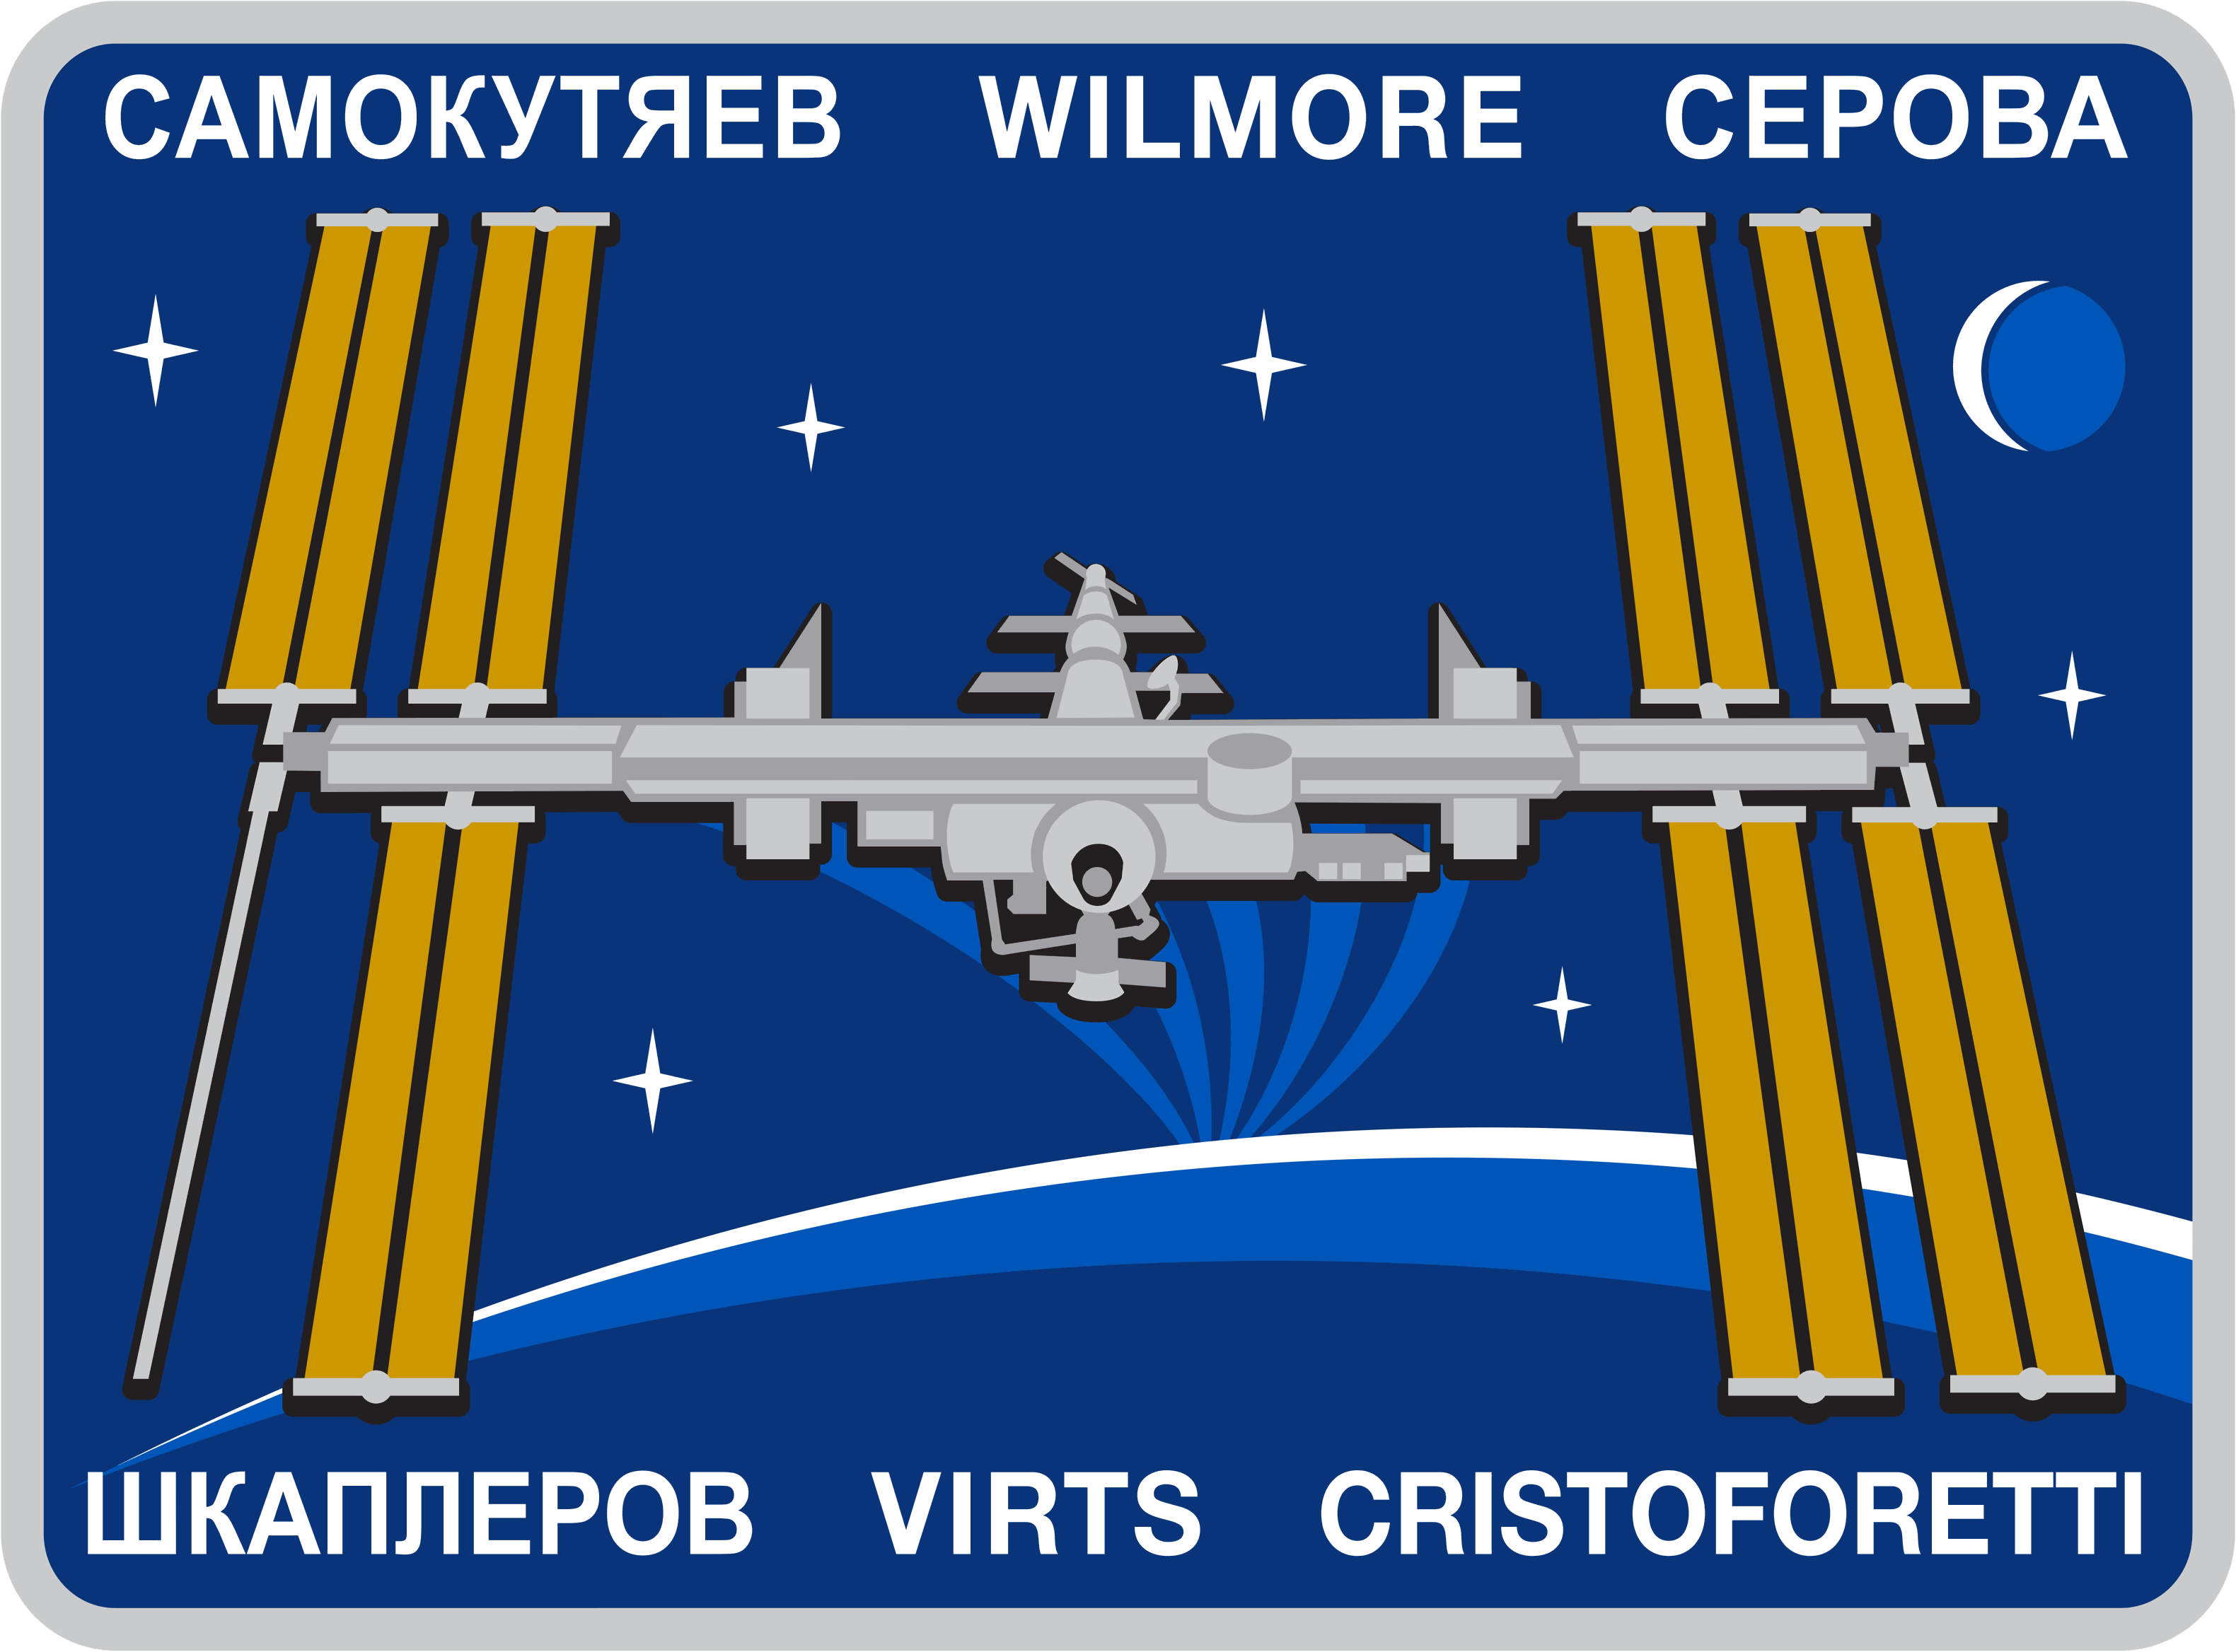 САМОКУТЯЕВ WILMORE СЕРОВА
ШКАПЛЕРОВ VIRTS CRISTOFORETTI